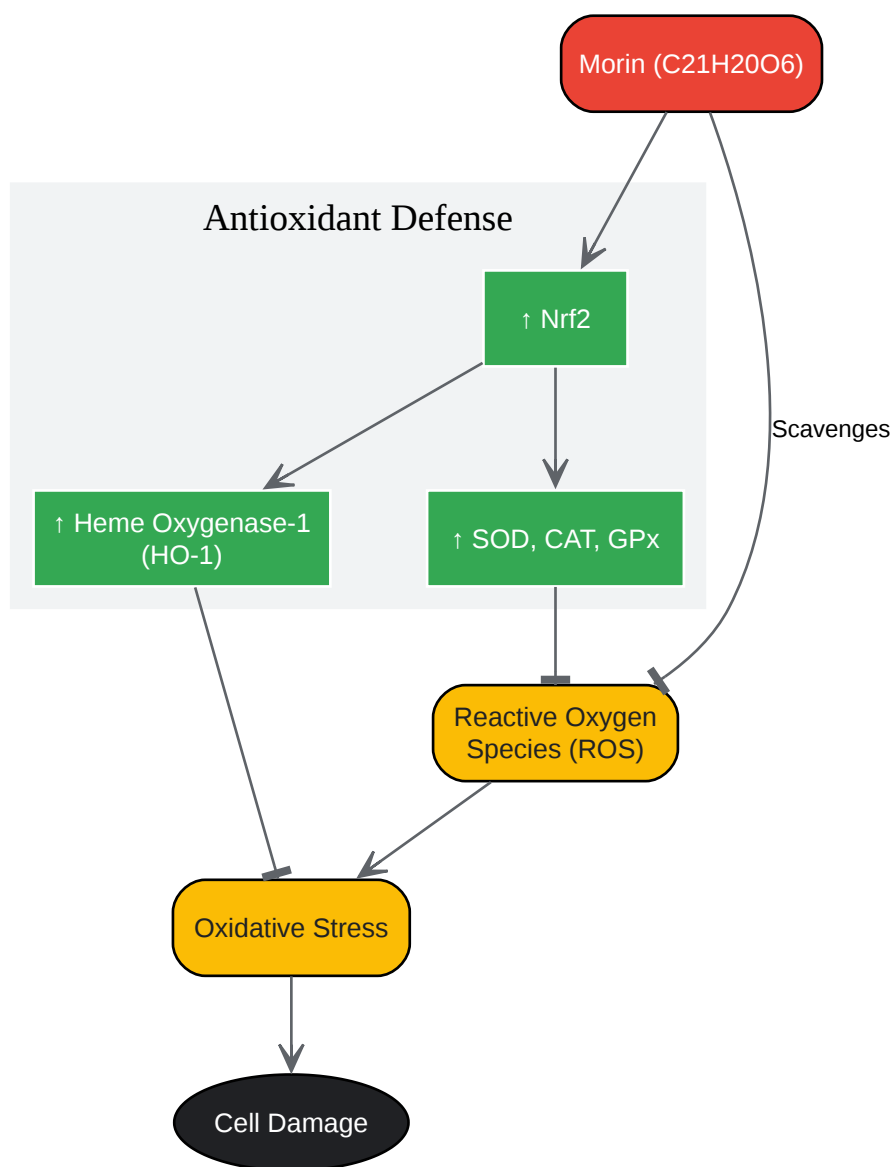 Morin (C21H20O6)
Antioxidant Defense
↑ Nrf2
Scavenges
↑ Heme Oxygenase-1
(HO-1)
↑ SOD, CAT, GPx
Reactive Oxygen
Species (ROS)
Oxidative Stress
Cell Damage